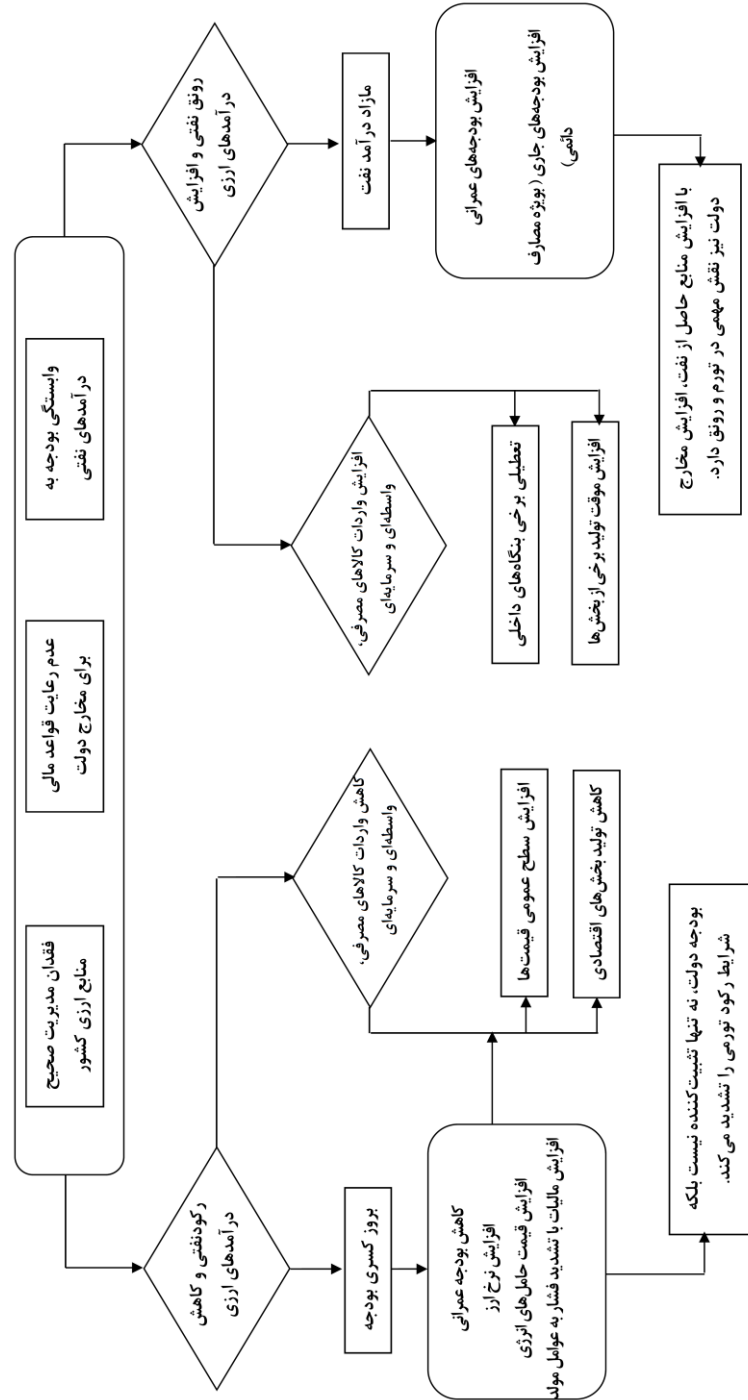 وابستگی بودجه به
درآمدهای نفتی
عدم رعایت قواعد مالی
برای مخارج دولت
فقدان مدیریت صحیح
منابع ارزی کشور
رونق نفتی و افزایش
درآمدهای ارزی
مازاد درآمد نفت
افزایش بودجه‌های عمرانی
افزایش بودجه‌های جاری (بویژه مصارف
دائمی)
با افزایش منابع حاصل از نفت، افزایش مخارج
دولت نیز نقش مهمی در تورم و رونق دارد.
افزایش واردات کالاهای مصرفی،
واسطه‌ای و سرمایه‌ای
تعطیلی برخی بنگاه‌های داخلی
افزایش موقت تولید برخی از بخش‌ها
رکودنفتی و کاهش
درآمدهای ارزی
کاهش واردات کالاهای مصرفی،
واسطه‌ای و سرمایه‌ای
افزایش سطح عمومی قیمت‌ها
کاهش تولید بخش‌های اقتصادی
بروز کسری بودجه
کاهش بودجه عمرانی
افزایش نرخ ارز
افزایش قیمت حامل‌های انرژی
افزایش مالیات با تشدید فشار به عوامل مولد
بودجه دولت، نه تنها تثبیت‌کننده نیست بلکه
شرایط رکود تورمی را تشدید می‌کند.